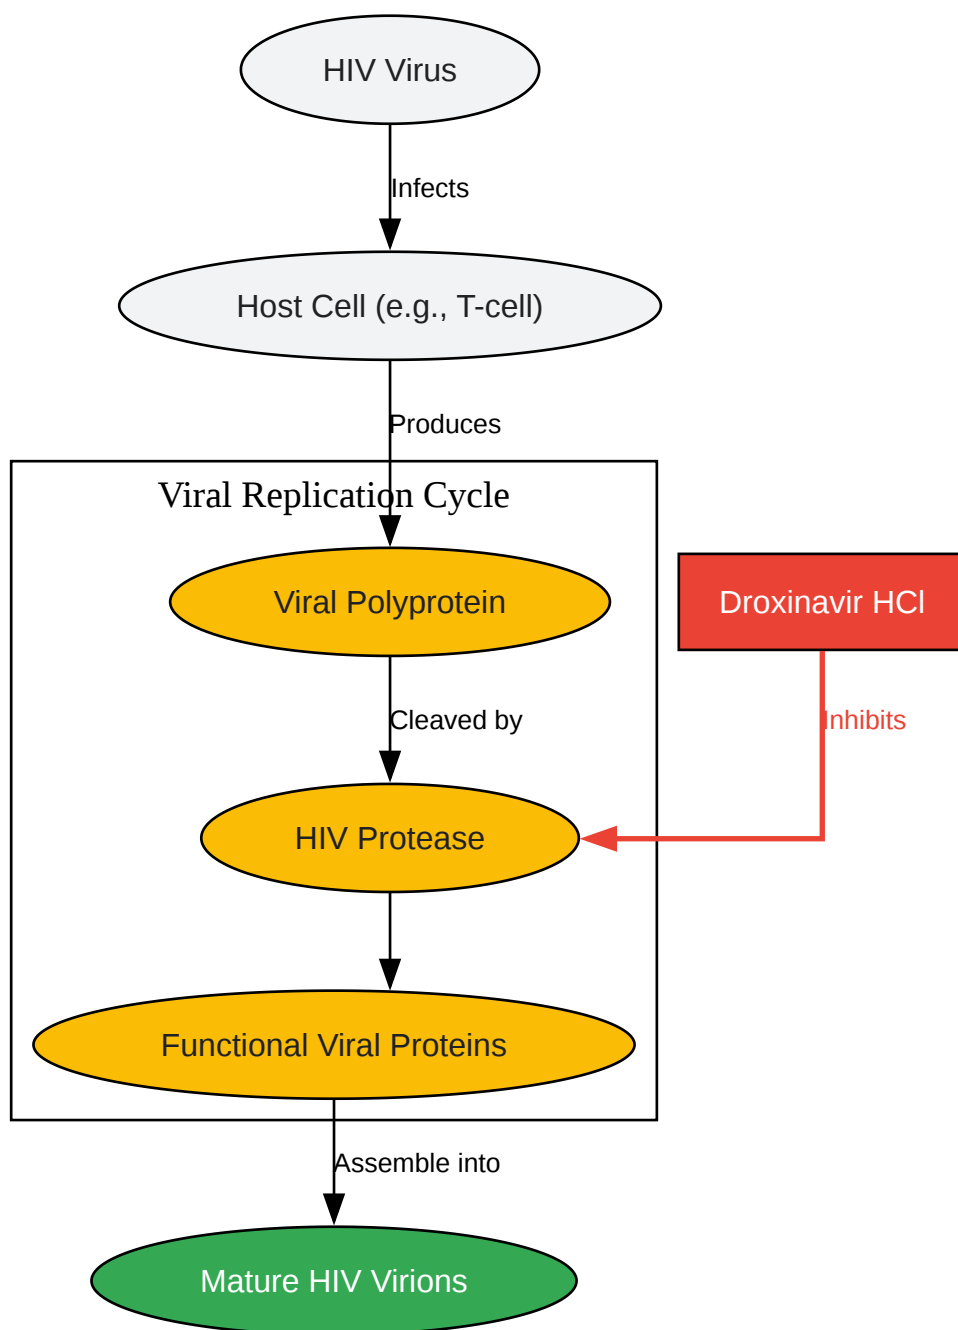 HIV Virus
Infects
Host Cell (e.g., T-cell)
Produces
Viral Replication Cycle
Viral Polyprotein
Droxinavir HCl
Cleaved by
Inhibits
HIV Protease
Functional Viral Proteins
Assemble into
Mature HIV Virions